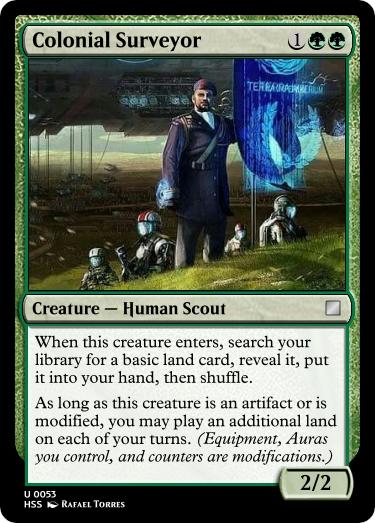 Colonial Surveyor 1
Creature — Human Scout
When this creature enters, search your
library for a basic land card, reveal it, put
it into your hand, then shuffle.
As long as this creature is an artifact or is
modified, you may play an additional land
on each of your turns. (Equipment, Auras
you control, and counters are modifications.)
2/2
U 0053
HSS Rafael Torres